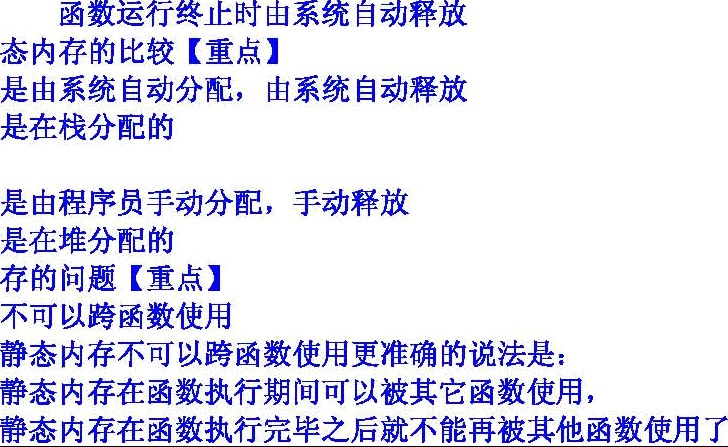 函数运行终止时由系统自动释放
态内存的比较【重点】
是由系统自动分配，由系统自动释放
是在栈分配的
是由程序员手动分配，手动释放
是在堆分配的
存的问题【重点】
不可以跨函数使用
静态内存不可以跨函数使用更准确的说法是：
静态内存在函数执行期间可以被其它函数使用，
静态内存在函数执行完毕之后就不能再被其他函数使用了